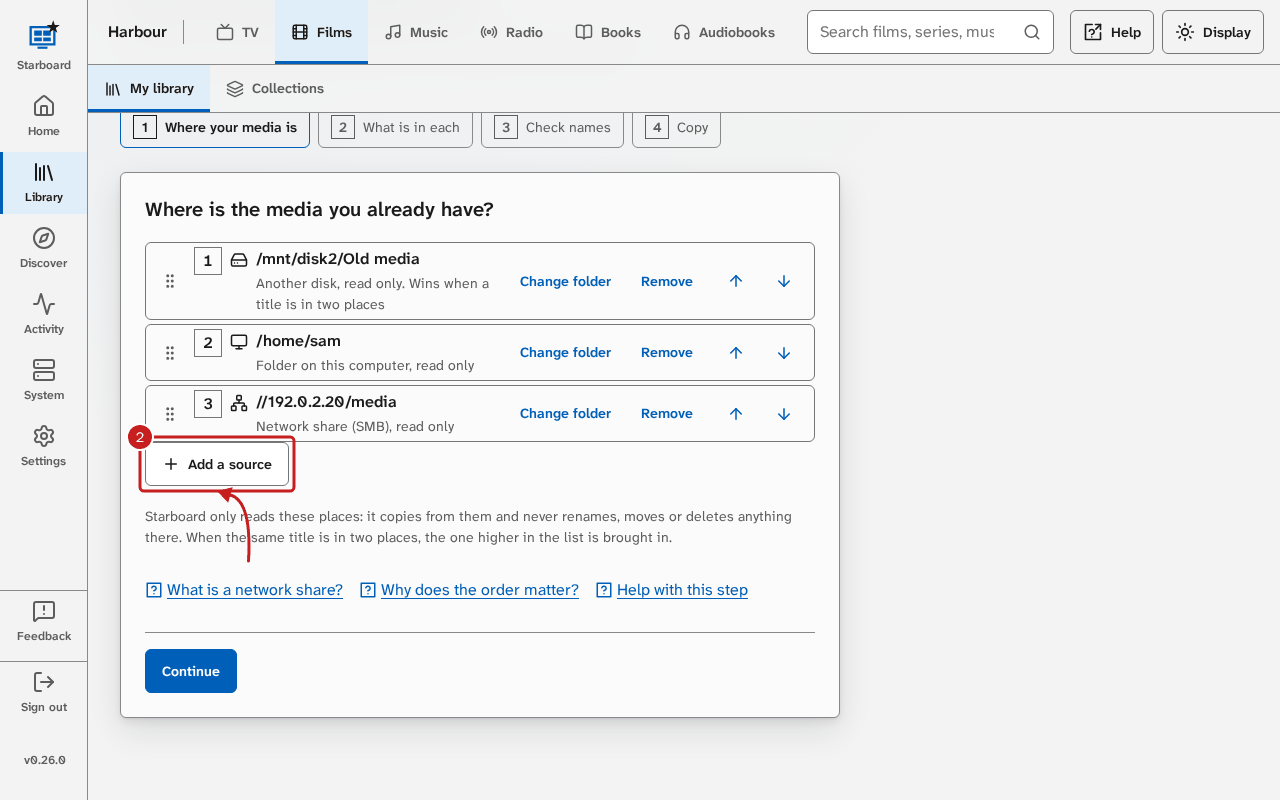 Starboard
Home
Library
Discover
Activity
System
Settings
Feedback
Sign out
v0.26.0
Harbour
TV
Films
Music
Radio
Books
Audiobooks
Search films, series, mus
Help
Display
My library
Collections
1 Where your media is
2 What is in each
3 Check names
4 Copy
Where is the media you already have?
1 /mnt/disk2/Old media
Another disk, read only. Wins when a
title is in two places
Change folder
Remove
2 /home/sam
Folder on this computer, read only
Change folder
Remove
3 //192.0.2.20/media
Network share (SMB), read only
Change folder
Remove
2
Add a source
Starboard only reads these places: it copies from them and never renames, moves or deletes anything
there. When the same title is in two places, the one higher in the list is brought in.
What is a network share?
Why does the order matter?
Help with this step
Continue